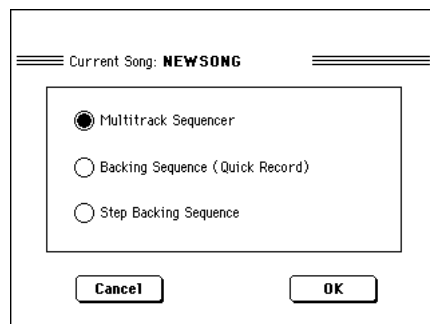 Current Song: NEWSONG
Multitrack Sequencer
Backing Sequence (Quick Record)
Step Backing Sequence
Cancel OK